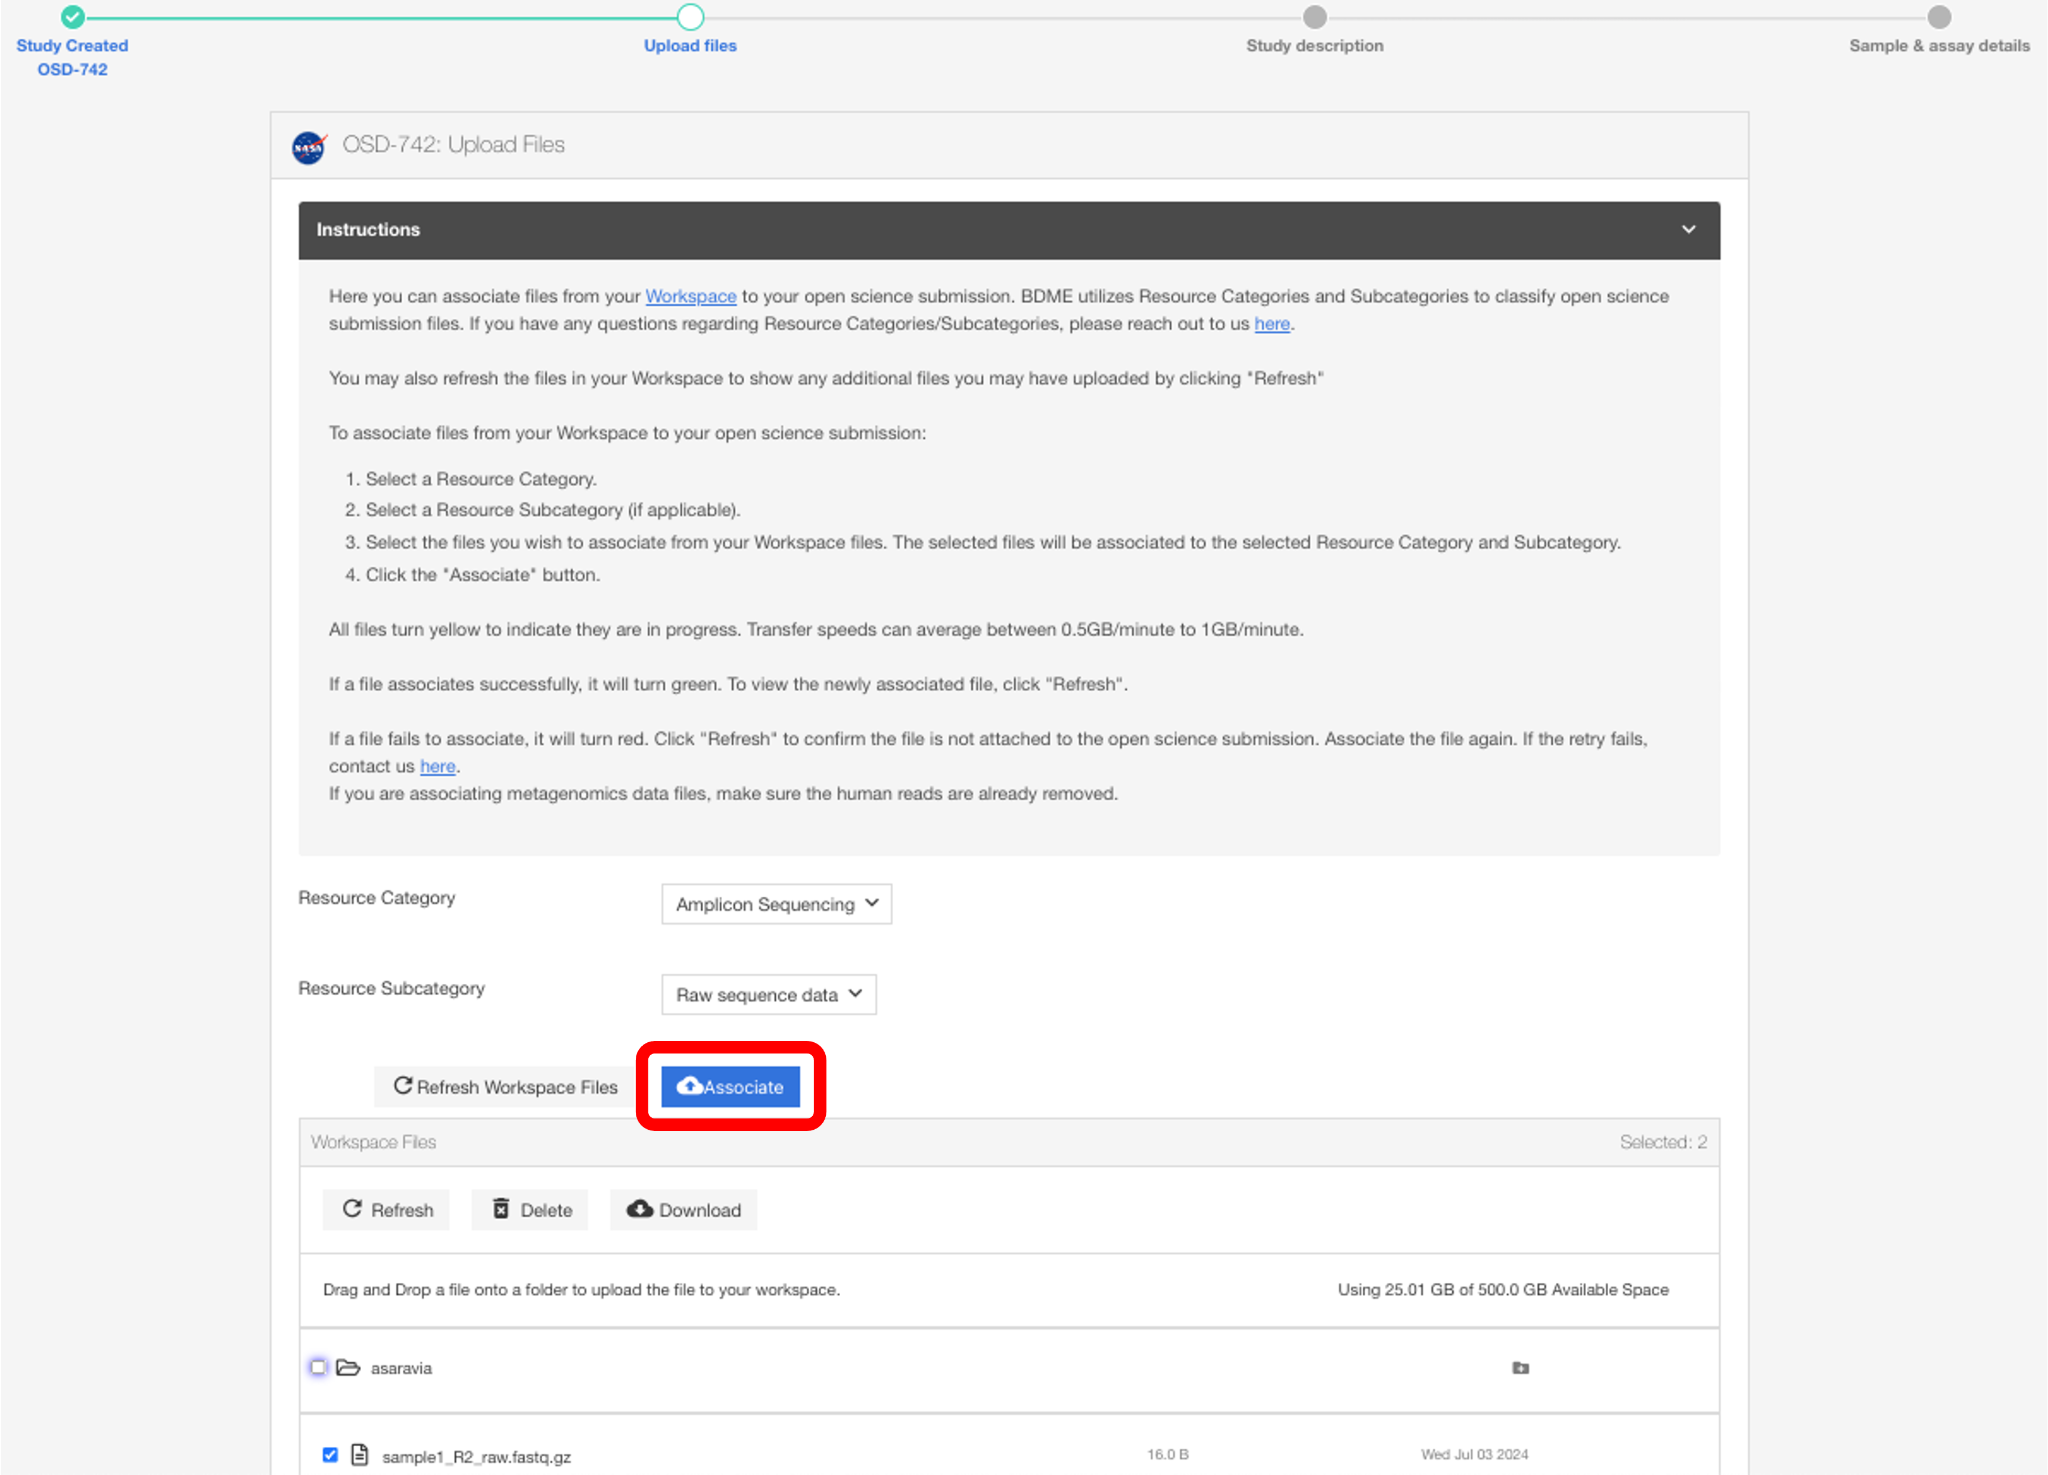 Study Created
OSD-742
Upload files
Study description
Sample & assay details
NASA
OSD-742: Upload Files
Instructions
Here you can associate files from your Workspace to your open science submission. BDME utilizes Resource Categories and Subcategories to classify open science
submission files. If you have any questions regarding Resource Categories/Subcategories, please reach out to us here.
You may also refresh the files in your Workspace to show any additional files you may have uploaded by clicking "Refresh"
To associate files from your Workspace to your open science submission:
1. Select a Resource Category.
2. Select a Resource Subcategory (if applicable).
3. Select the files you wish to associate from your Workspace files. The selected files will be associated to the selected Resource Category and Subcategory.
4. Click the "Associate" button.
All files turn yellow to indicate they are in progress. Transfer speeds can average between 0.5GB/minute to 1GB/minute.
If a file associates successfully, it will turn green. To view the newly associated file, click "Refresh".
If a file fails to associate, it will turn red. Click "Refresh" to confirm the file is not attached to the open science submission. Associate the file again. If the retry fails,
contact us here.
If you are associating metagenomics data files, make sure the human reads are already removed.
Resource Category
Amplicon Sequencing
Resource Subcategory
Raw sequence data
Refresh Workspace Files
Associate
Workspace Files
Selected: 2
Refresh
Delete
Download
Drag and Drop a file onto a folder to upload the file to your workspace.
Using 25.01 GB of 500.0 GB Available Space
asaravia
sample1_R2_raw.fastq.gz
16.0 B
Wed Jul 03 2024